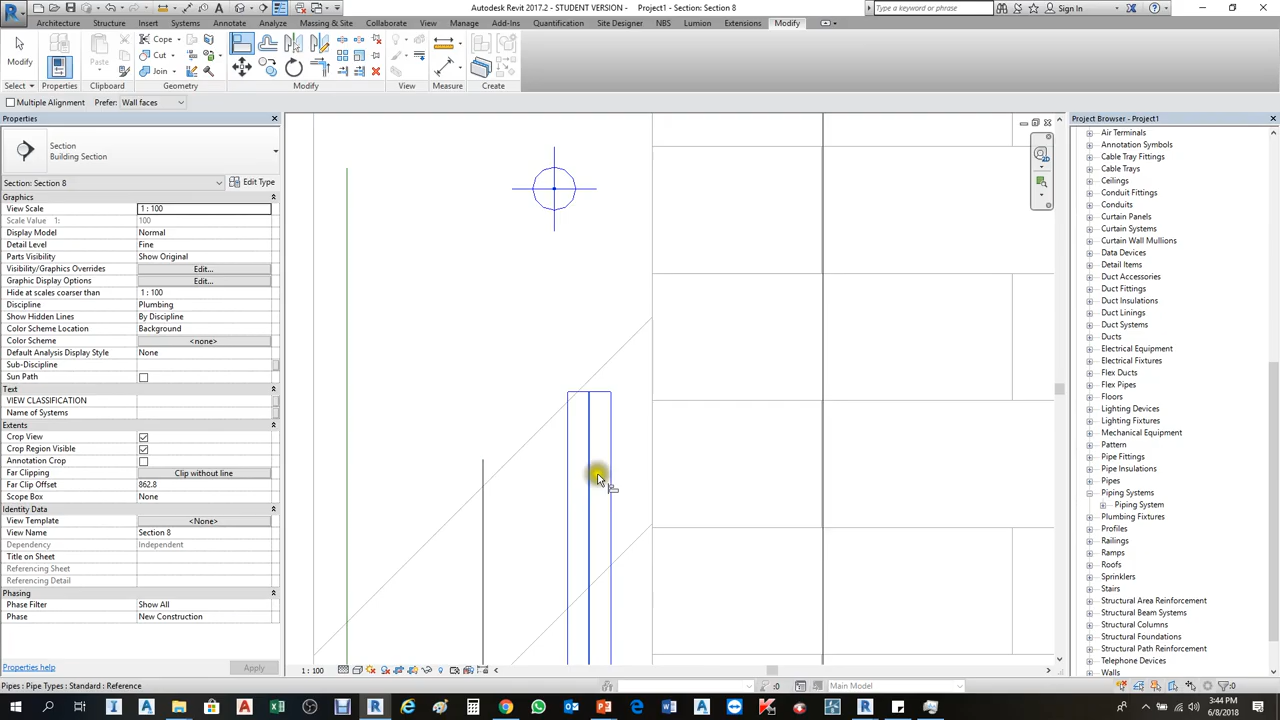 Autodesk Revit 2017.2 - STUDENT VERSION - Project1 - Section: Section 8
Type a keyword or phrase
Sign In
Architecture Structure Insert Systems Annotate Analyze Massing & Site Collaborate View Manage Add-Ins Quantification Site Designer NBS Lumion Extensions Modify
Modify
Paste
Cope
Cut
Join
Select Properties Clipboard Geometry Modify View Measure Create
Multiple Alignment Prefer: Wall faces
Properties
Section
Building Section
Section: Section 8
Edit Type
Graphics
View Scale 1 : 100
Scale Value 1: 100
Display Model Normal
Detail Level Fine
Parts Visibility Show Original
Visibility/Graphics Overrides Edit...
Graphic Display Options Edit...
Hide at scales coarser than 1 : 100
Discipline Plumbing
Show Hidden Lines By Discipline
Color Scheme Location Background
Color Scheme <none>
Default Analysis Display Style None
Sub-Discipline
Sun Path
Text
VIEW CLASSIFICATION
Name of Systems
Extents
Crop View
Crop Region Visible
Annotation Crop
Far Clipping Clip without line
Far Clip Offset 862.8
Scope Box None
Identity Data
View Template <None>
View Name Section 8
Dependency Independent
Title on Sheet
Referencing Sheet
Referencing Detail
Phasing
Phase Filter Show All
Phase New Construction
Properties help
Apply
Project Browser - Project1
Air Terminals
Annotation Symbols
Cable Tray Fittings
Cable Trays
Ceilings
Conduit Fittings
Conduits
Curtain Panels
Curtain Systems
Curtain Wall Mullions
Data Devices
Detail Items
Duct Accessories
Duct Fittings
Duct Insulations
Duct Linings
Duct Systems
Ducts
Electrical Equipment
Electrical Fixtures
Flex Ducts
Flex Pipes
Floors
Lighting Devices
Lighting Fixtures
Mechanical Equipment
Pattern
Pipe Fittings
Pipe Insulations
Pipes
Piping Systems
Piping System
Plumbing Fixtures
Profiles
Railings
Ramps
Roofs
Sprinklers
Stairs
Structural Area Reinforcement
Structural Beam Systems
Structural Columns
Structural Foundations
Structural Path Reinforcement
Telephone Devices
Walls
1 : 100
Pipes : Pipe Types : Standard : Reference
:0
Main Model
:0
3:44 PM
6/8/2018